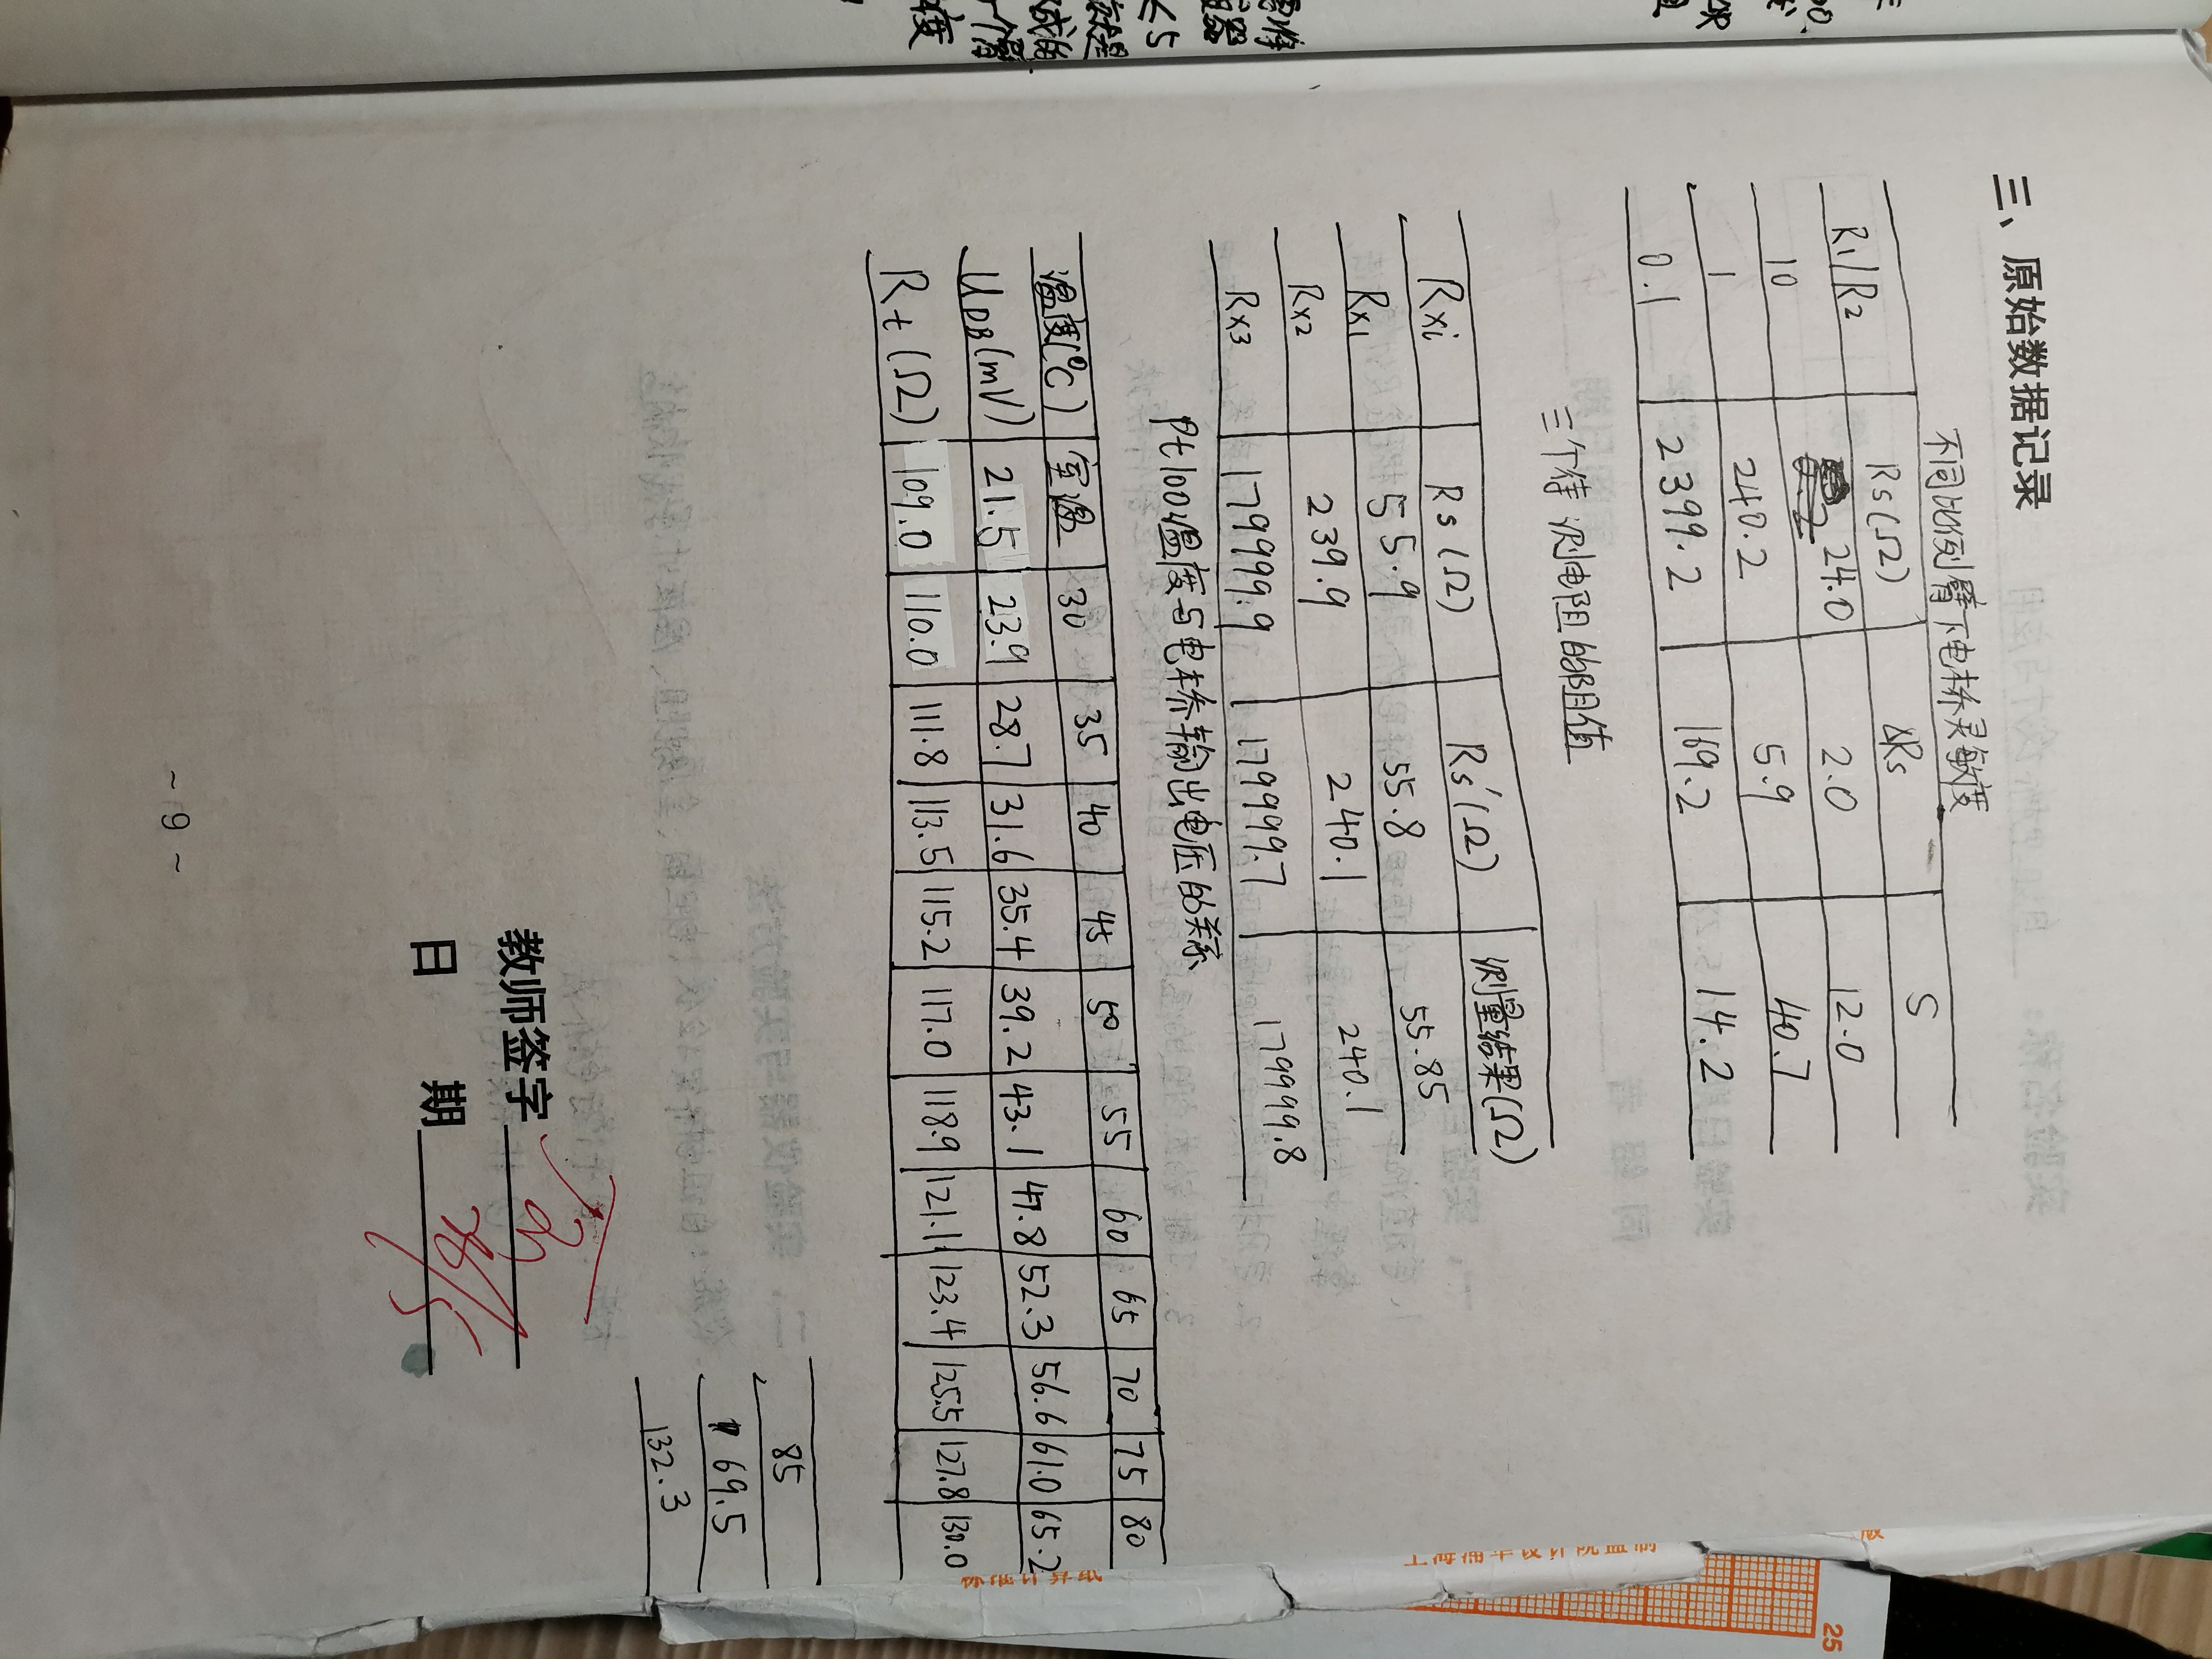 三、原始数据记录
不同比例臂下电桥灵敏度
R1/R2 Rs(Ω) ΔRs S
10 24.0 2.0 12.0
1 240.2 5.9 40.7
0.1 2399.2 169.2 14.2
三个待测电阻的阻值
Rxi Rs(Ω) Rs'(Ω) 测量结果(Ω)
Rx1 55.9 55.8 55.85
Rx2 239.9 240.1 240.1
Rx3 179999.9 179999.7 179999.8
Pt100温度与电桥输出电压的关系
温度(℃) 室温 30 35 40 45 50 55 60 65 70 75 80
UDB(mV) 21.5 23.9 28.7 31.6 35.4 39.2 43.1 47.8 52.3 56.6 61.0 65.2
Rt(Ω) 109.0 110.0 111.8 113.5 115.2 117.0 118.9 121.1 123.4 125.5 127.8 130.0
85
69.5
132.3
教师签字
日 期
~ 9 ~
标准计算纸
25